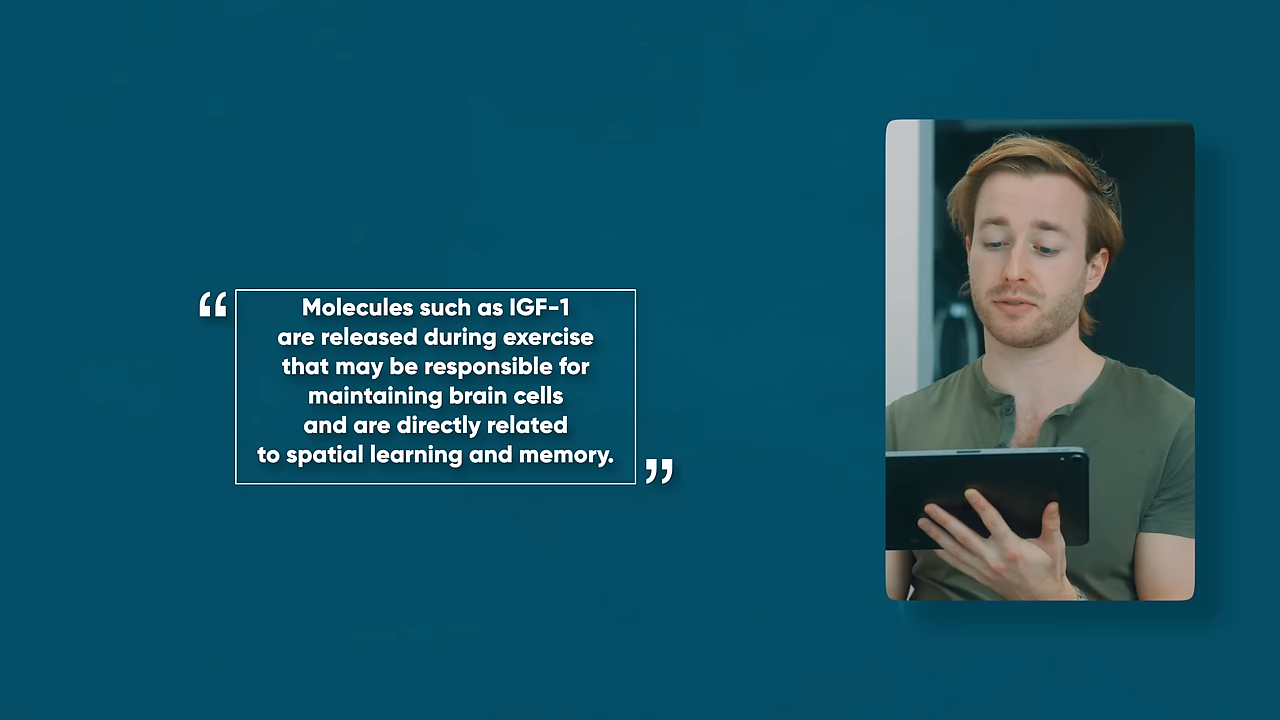 “ Molecules such as IGF-1
are released during exercise
that may be responsible for
maintaining brain cells
and are directly related
to spatial learning and memory. ”